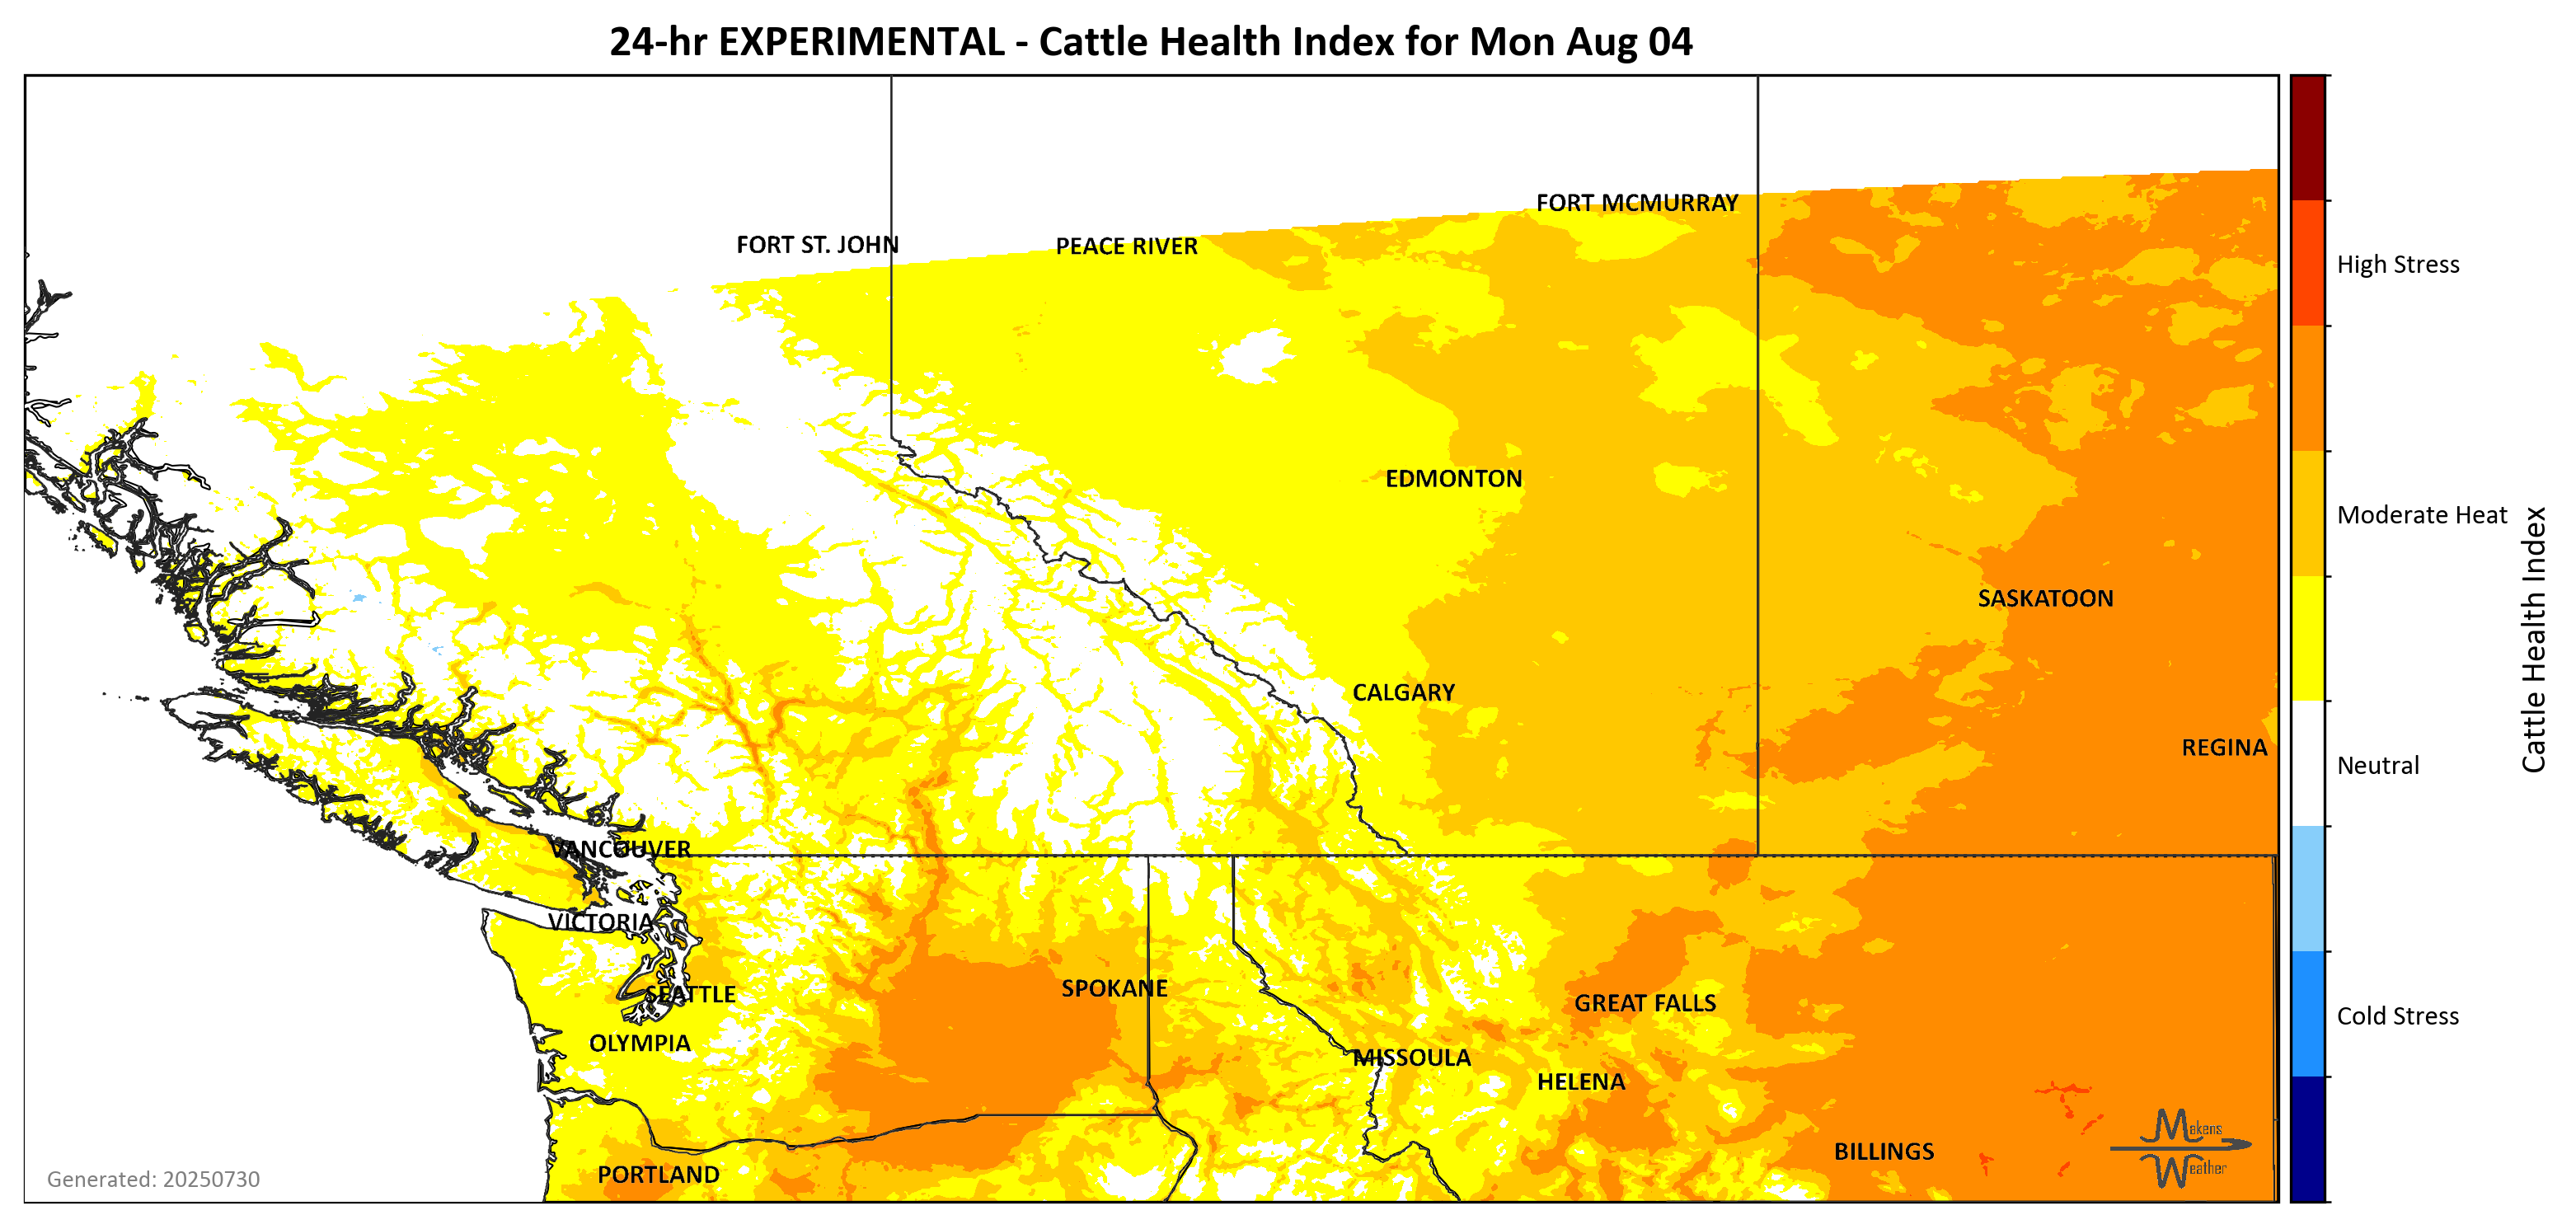 24-hr EXPERIMENTAL - Cattle Health Index for Mon Aug 04
FORT MCMURRAY
FORT ST. JOHN
PEACE RIVER
High Stress
EDMONTON
Moderate Heat
SASKATOON
Cattle Health Index
CALGARY
REGINA
Neutral
VANCOUVER
VICTORIA
SPOKANE
SEATTLE
GREAT FALLS
Cold Stress
OLYMPIA
MISSOULA
HELENA
Makens
Weather
BILLINGS
PORTLAND
Generated: 20250730